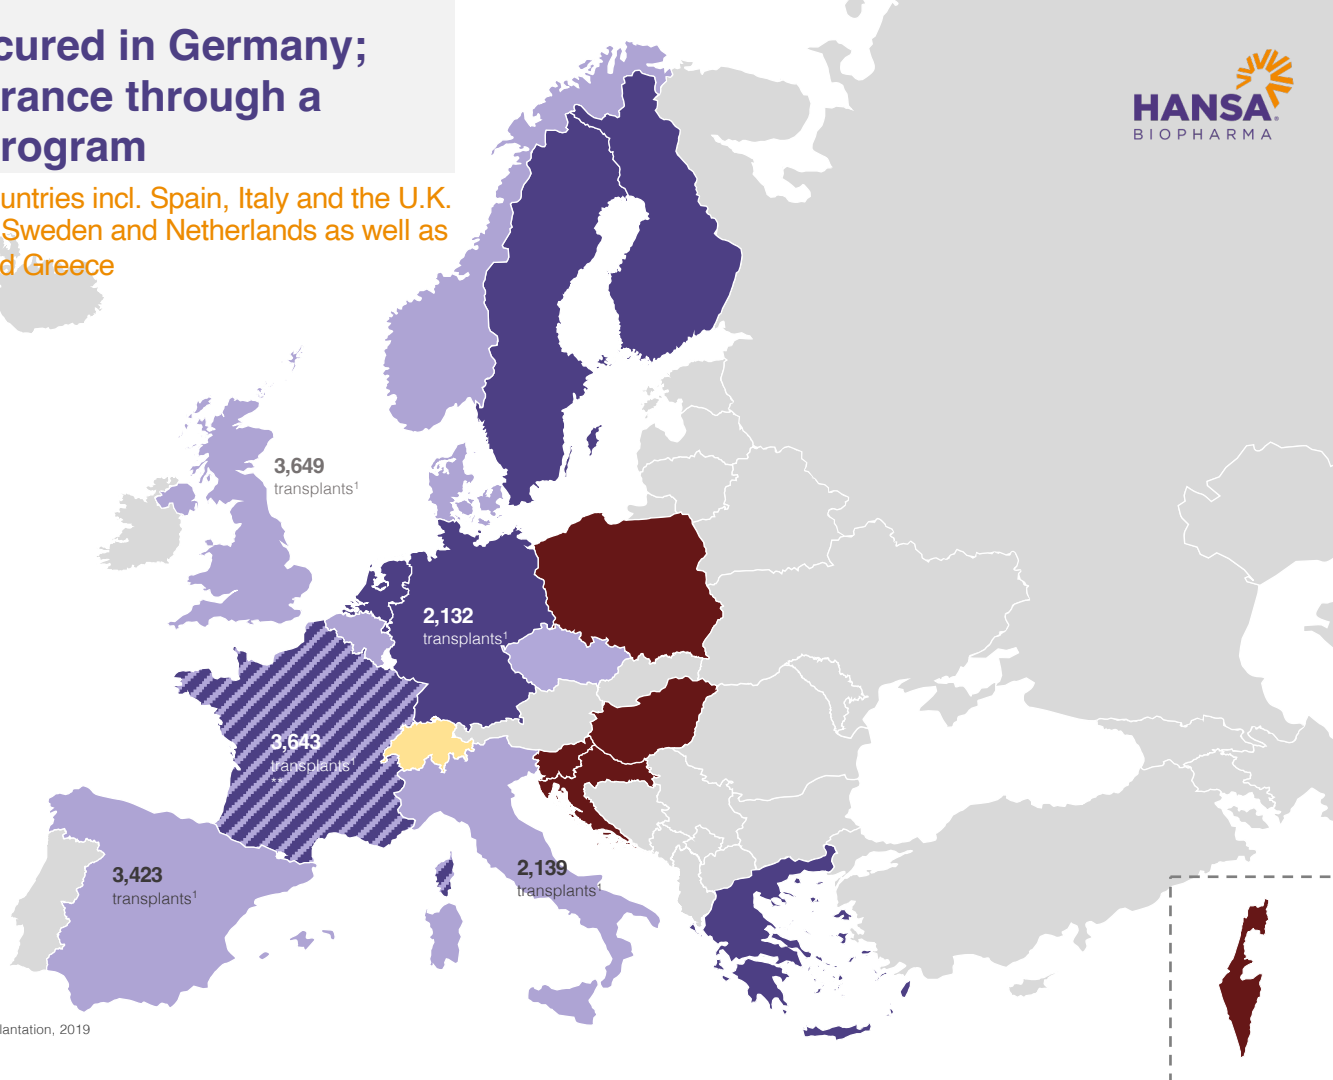 cured in Germany;
rance through a
rogram
untries incl. Spain, Italy and the U.K.
Sweden and Netherlands as well as
d Greece
HANSA
BIOPHARMA
3,649
transplants¹
2,132
transplants¹
3,643
transplants¹
**
3,423
transplants¹
2,139
transplants¹
lantation, 2019